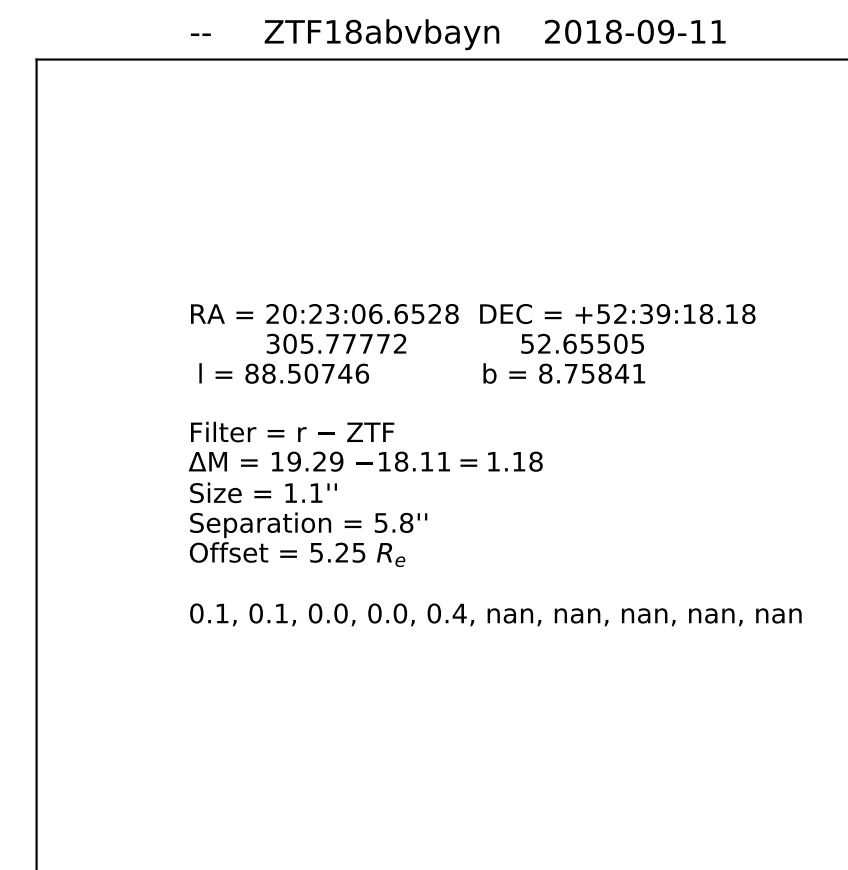 -- ZTF18abvbayn 2018-09-11
RA = 20:23:06.6528 DEC = +52:39:18.18
305.77772 52.65505
l = 88.50746 b = 8.75841
Filter = r − ZTF
ΔM = 19.29 −18.11 = 1.18
Size = 1.1''
Separation = 5.8''
Offset = 5.25 Re
0.1, 0.1, 0.0, 0.0, 0.4, nan, nan, nan, nan, nan